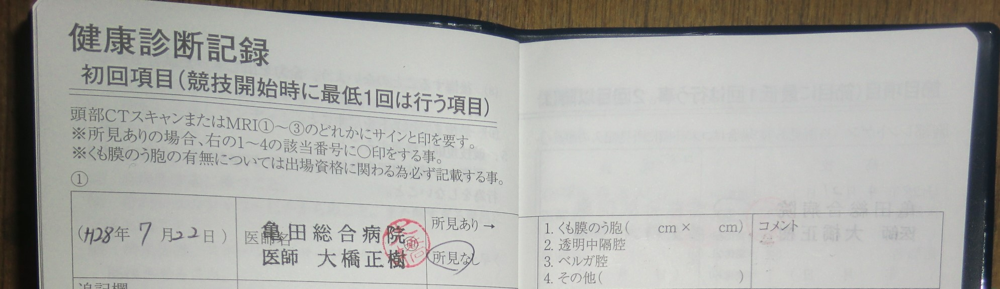 健康診断記録
初回項目(競技開始時に最低1回は行う項目)
頭部CTスキャンまたはMRI①～③のどれかにサインと印を要す。
※所見ありの場合、右の1～4の該当番号に○印をする事。
※くも膜のう胞の有無については出場資格に関わる為必ず記載する事。
①
(H28年 7月22日)
医師名
亀田総合病院
医師 大橋正樹
印
所見あり→
所見なし
1. くも膜のう胞( cm× cm)
2. 透明中隔腔
3. ベルガ腔
4. その他( )
コメント
追記欄